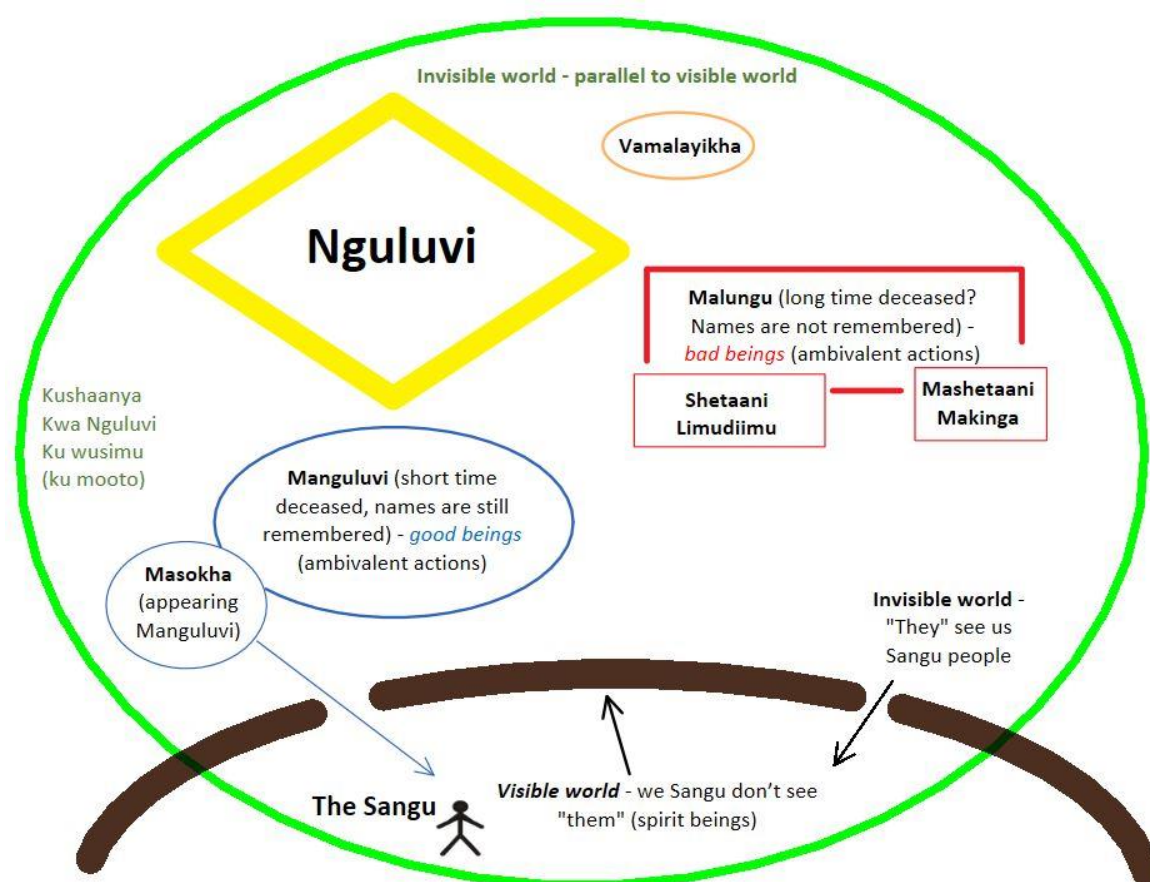 Invisible world - parallel to visible world
Vamalayikha
Nguluvi
Malungu (long time deceased?
Names are not remembered) -
bad beings (ambivalent actions)
Shetaani
Limudiimu
Mashetaani
Makinga
Kushaanya
Kwa Nguluvi
Ku wusimu
(ku mooto)
Manguluvi (short time
deceased, names are still
remembered) - good beings
(ambivalent actions)
Masokha
(appearing
Manguluvi)
Invisible world -
"They" see us
Sangu people
The Sangu
Visible world - we Sangu don’t see
"them" (spirit beings)